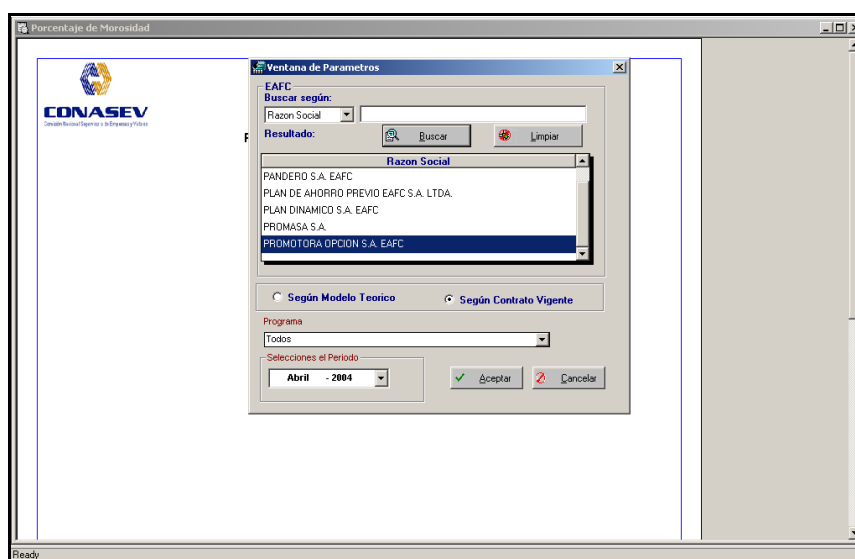 Porcentaje de Morosidad
CONASEV
Ventana de Parametros
EAFC
Buscar según:
Razon Social
Resultado:
Buscar
Limpiar
Razon Social
PANDERO S.A. EAFC
PLAN DE AHORRO PREVIO EAFC S.A. LTDA.
PLAN DINAMICO S.A. EAFC
PROMASA S.A.
PROMOTORA OPCION S.A. EAFC
Según Modelo Teorico
Según Contrato Vigente
Programa
Todos
Selecciones el Periodo
Abril - 2004
Aceptar
Cancelar
Ready